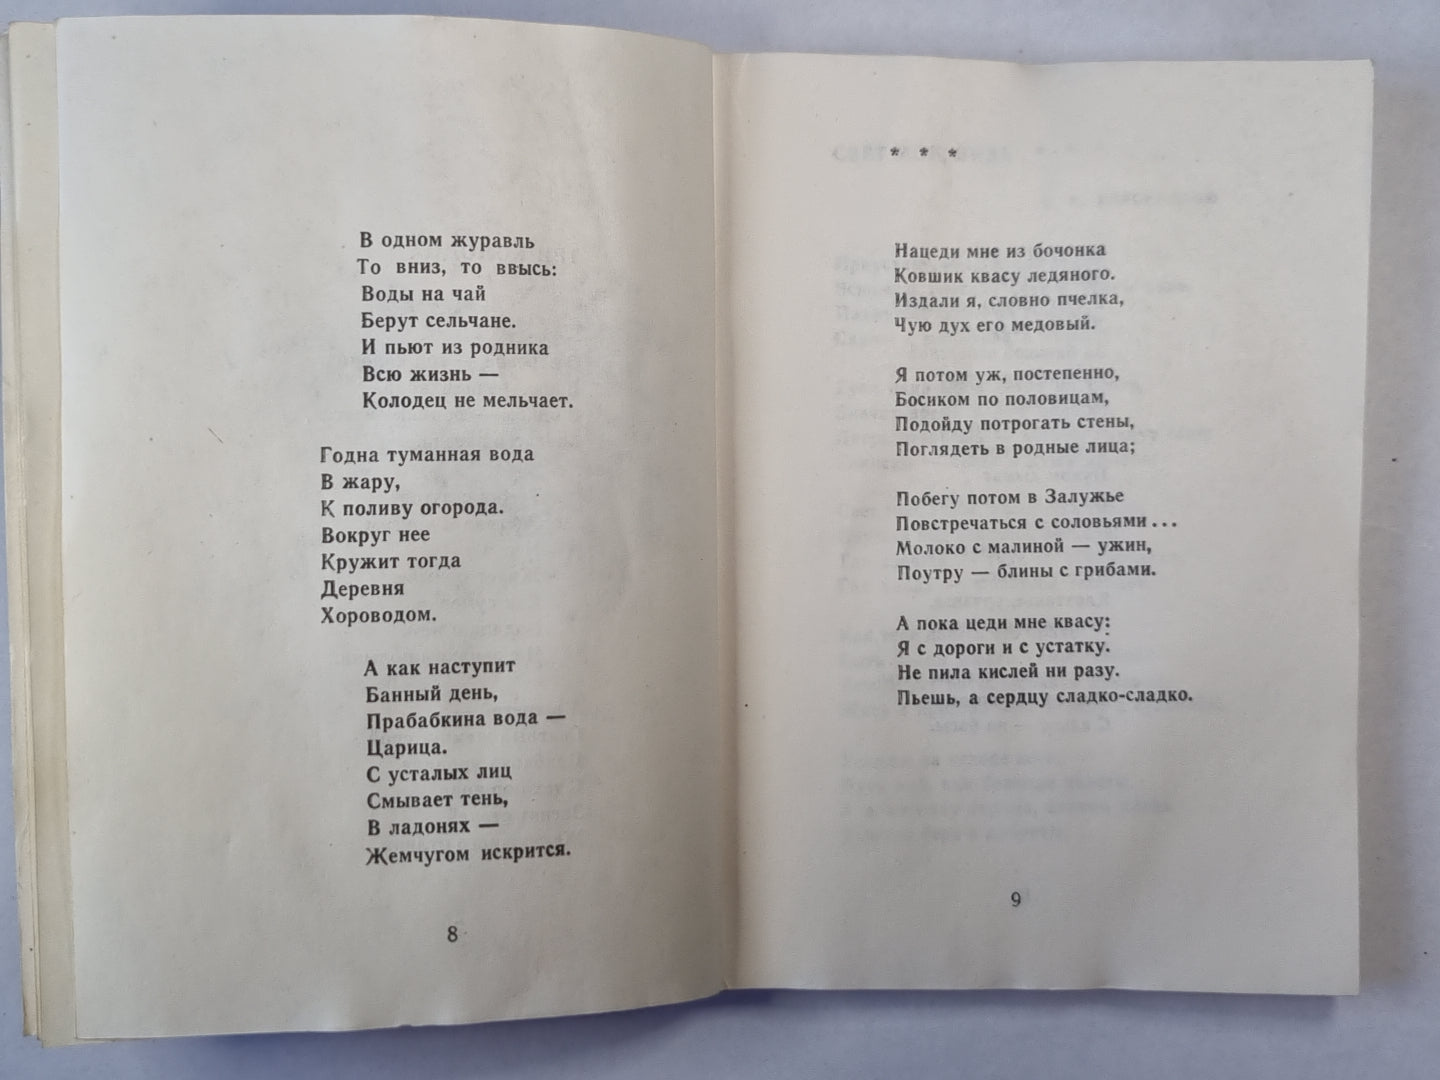 В одном журавль
То вниз, то ввысь:
Воды на чай
Берут сельчане.
И пьют из родника
Всю жизнь —
Колодец не мельчает.
Годна туманная вода
В жару,
К поливу огорода.
Вокруг нее
Кружит тогда
Деревня
Хороводом.
А как наступит
Банный день,
Прабабкина вода —
Царица.
С усталых лиц
Смывает тень,
В ладонях —
Жемчугом искрится.
8
* * *
Нацеди мне из бочонка
Ковшик квасу ледяного.
Издали я, словно пчелка,
Чую дух его медовый.
Я потом уж, постепенно,
Босиком по половицам,
Подойду потрогать стены,
Поглядеть в родные лица;
Побегу потом в Залужье
Повстречаться с соловьями...
Молоко с малиной — ужин,
Поутру — блины с грибами.
А пока цеди мне квасу:
Я с дороги и с устатку.
Не пила кислей ни разу.
Пьешь, а сердцу сладко-сладко.
9